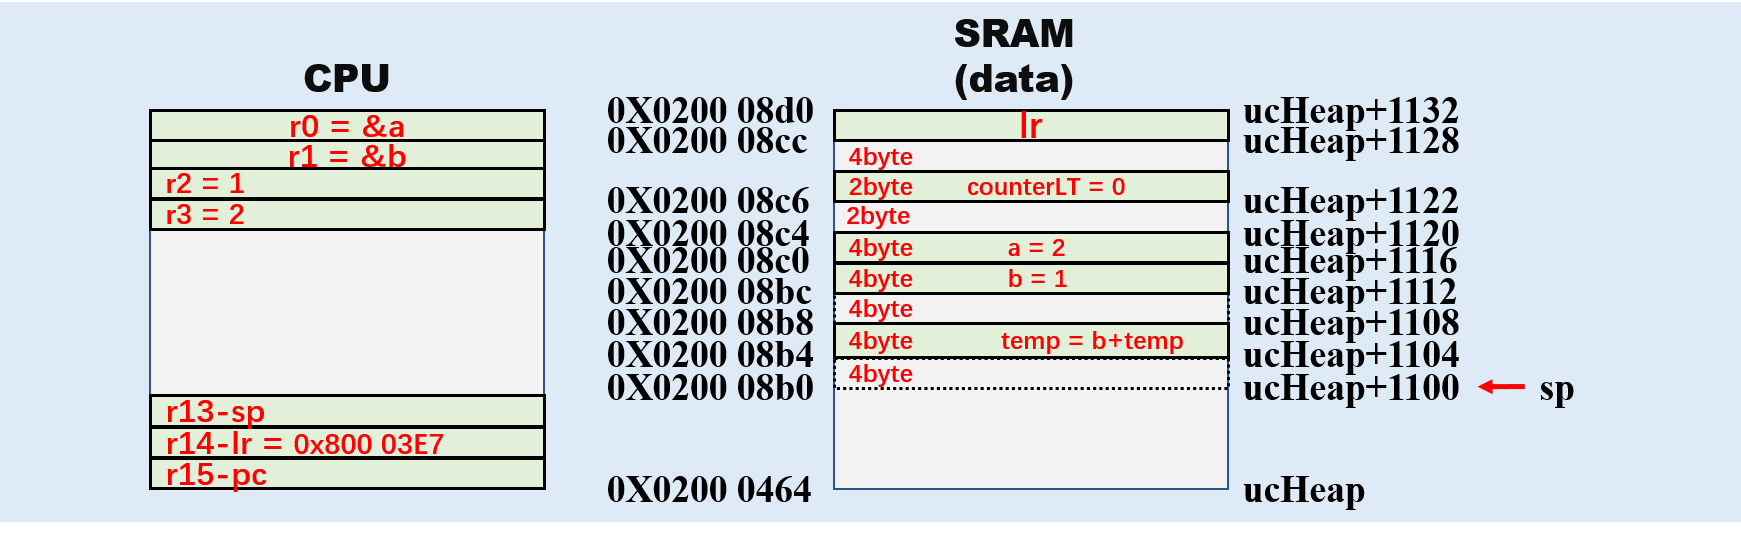 SRAM
(data)
CPU
0X0200 08d0
ucHeap+1132
r0 = &a
lr
0X0200 08cc
ucHeap+1128
r1 = &b
4byte
r2 = 1
2byte counterLT = 0
0X0200 08c6
ucHeap+1122
r3 = 2
2byte
0X0200 08c4
ucHeap+1120
4byte a = 2
0X0200 08c0
ucHeap+1116
4byte b = 1
0X0200 08bc
ucHeap+1112
4byte
0X0200 08b8
ucHeap+1108
4byte temp = b+temp
0X0200 08b4
ucHeap+1104
4byte
0X0200 08b0
ucHeap+1100
sp
r13-sp
r14-lr = 0x800 03E7
r15-pc
0X0200 0464
ucHeap